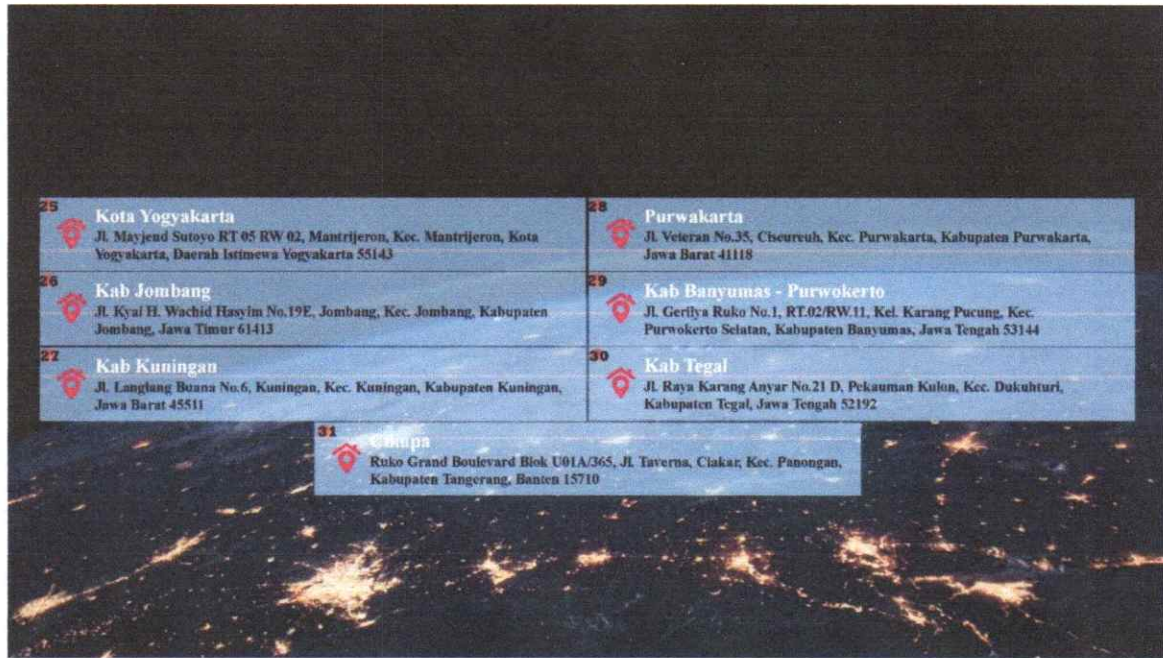 25
Kota Yogyakarta
Jl. Mayjend Sutoyo RT 05 RW 02, Mantrijeron, Kec. Mantrijeron, Kota
Yogyakarta, Daerah Istimewa Yogyakarta 55143
26
Kab Jombang
Jl. Kyai H. Wachid Hasyim No.19E, Jombang, Kec. Jombang, Kabupaten
Jombang, Jawa Timur 61413
27
Kab Kuningan
Jl. Langlang Buana No.6, Kuningan, Kec. Kuningan, Kabupaten Kuningan,
Jawa Barat 45511
28
Purwakarta
Jl. Veteran No.35, Ciseureuh, Kec. Purwakarta, Kabupaten Purwakarta,
Jawa Barat 41118
29
Kab Banyumas - Purwokerto
Jl. Gerilya Ruko No.1, RT.02/RW.11, Kel. Karang Pucung, Kec.
Purwokerto Selatan, Kabupaten Banyumas, Jawa Tengah 53144
30
Kab Tegal
Jl. Raya Karang Anyar No.21 D, Pekauman Kulon, Kec. Dukuhturi,
Kabupaten Tegal, Jawa Tengah 52192
31
Ruko Grand Boulevard Blok U01A/365, Jl. Taverna, Ciakar, Kec. Panongan,
Kabupaten Tangerang, Banten 15710